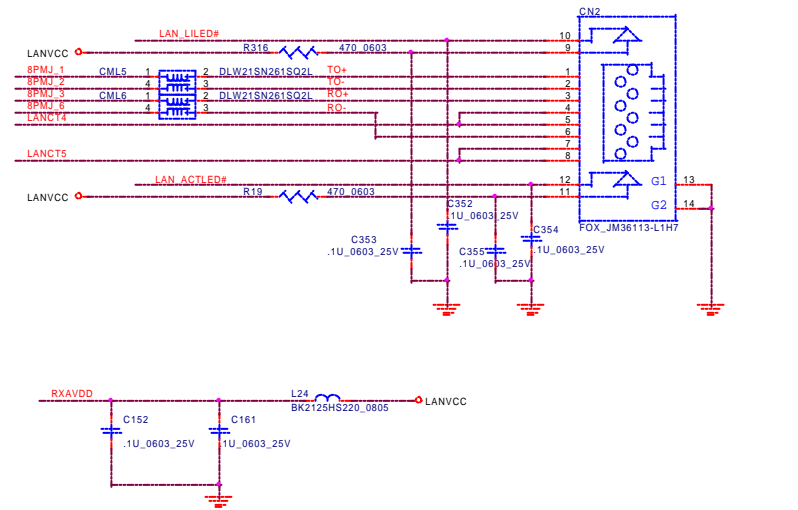 CN2
LAN_LILED#
10
LANVCC
R316
470_0603
9
8PMJ_1
CML5
1
2
DLW21SN261SQ2L
TO+
1
8PMJ_2
4
3
TO-
2
8PMJ_3
CML6
1
2
DLW21SN261SQ2L
RO+
3
8PMJ_6
4
3
RO-
4
LANCT4
5
6
7
LANCT5
8
LAN_ACTLED#
12
G1
13
LANVCC
R19
470_0603
11
G2
14
C352
.1U_0603_25V
FOX_JM36113-L1H7
C354
C353
C355
.1U_0603_25V
.1U_0603_25V
.1U_0603_25V
RXAVDD
L24
LANVCC
BK2125HS220_0805
C152
C161
.1U_0603_25V
.1U_0603_25V